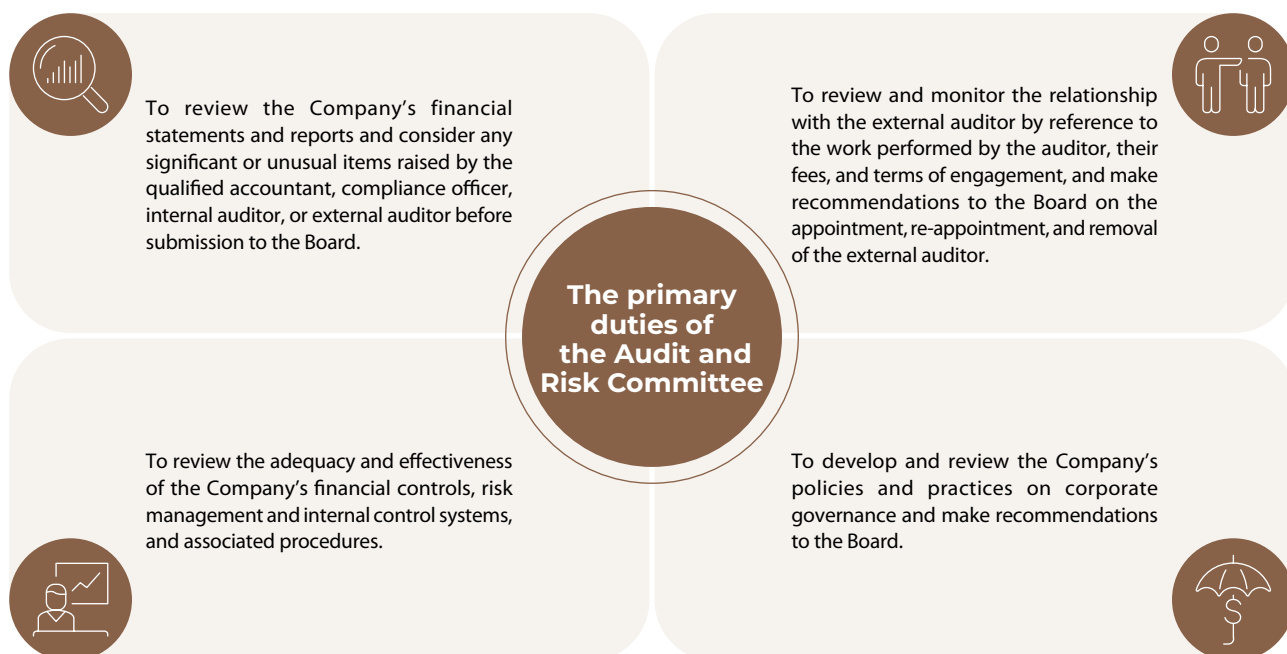 To review the Company's financial
statements and reports and consider any
significant or unusual items raised by the
qualified accountant, compliance officer,
internal auditor, or external auditor before
submission to the Board.
To review and monitor the relationship
with the external auditor by reference to
the work performed by the auditor, their
fees, and terms of engagement, and make
recommendations to the Board on the
appointment, re-appointment, and removal
of the external auditor.
The primary
duties of
the Audit and
Risk Committee
To review the adequacy and effectiveness
of the Company's financial controls, risk
management and internal control systems,
and associated procedures.
To develop and review the Company's
policies and practices on corporate
governance and make recommendations
to the Board.
$